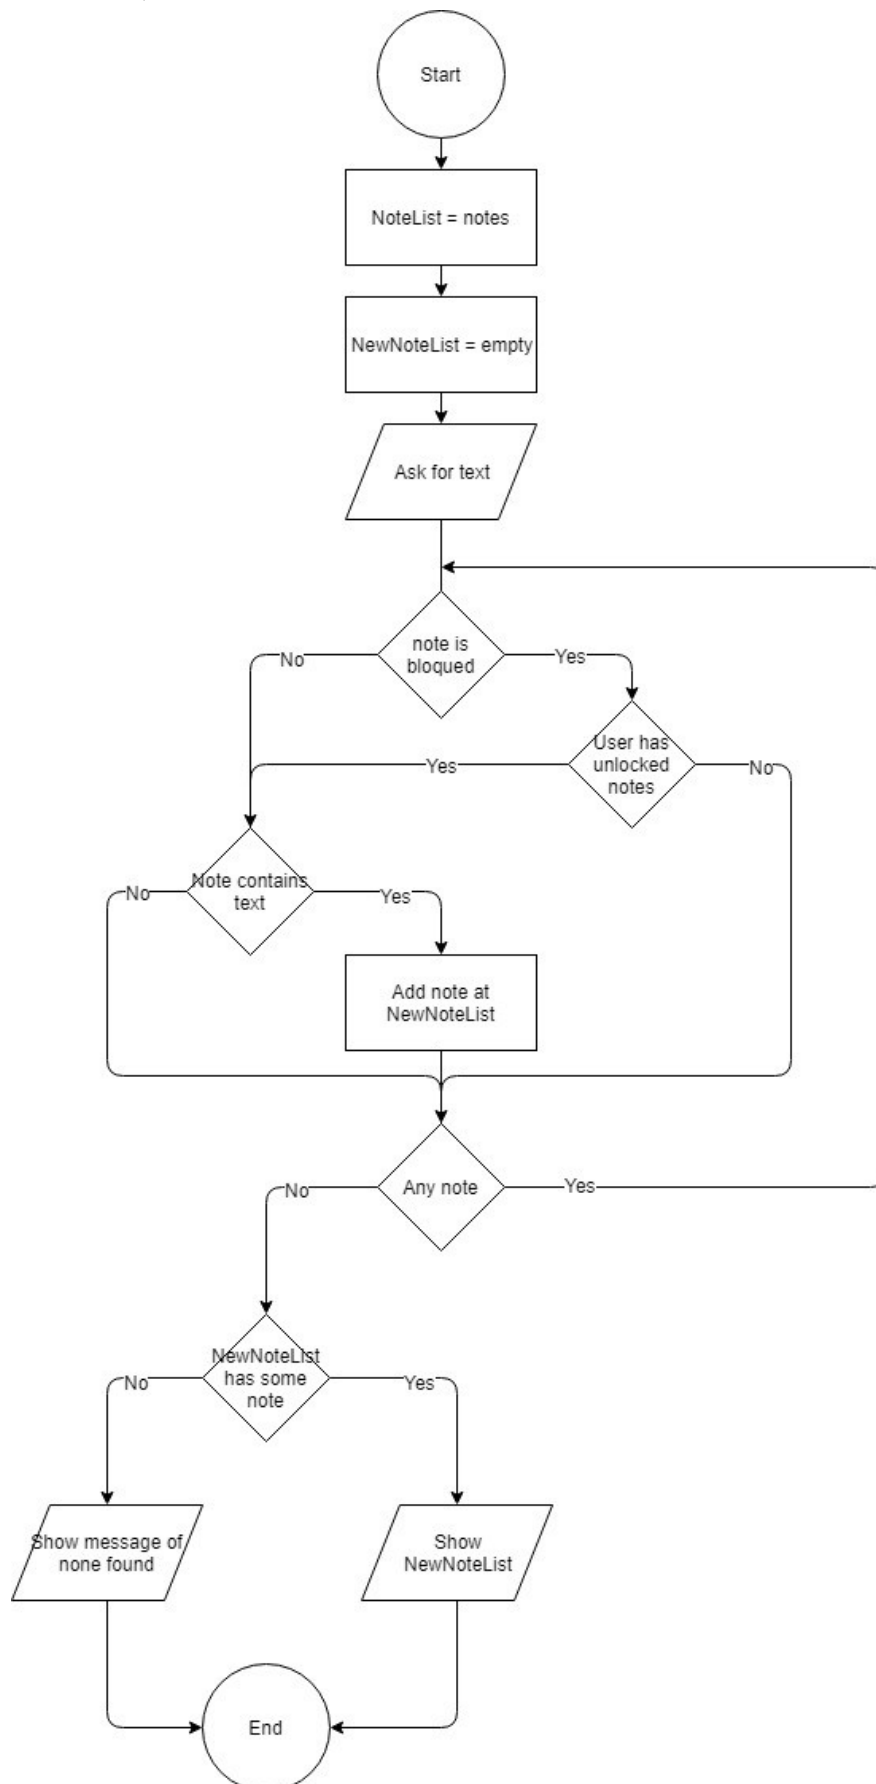 Start
NoteList = notes
NewNoteList = empty
Ask for text
note is
bloqued
No
Yes
User has
unlocked
notes
Yes
No
Note contains
text
No
Yes
Add note at
NewNoteList
Any note
No
Yes
NewNoteList
has some
note
No
Yes
Show message of
none found
Show
NewNoteList
End